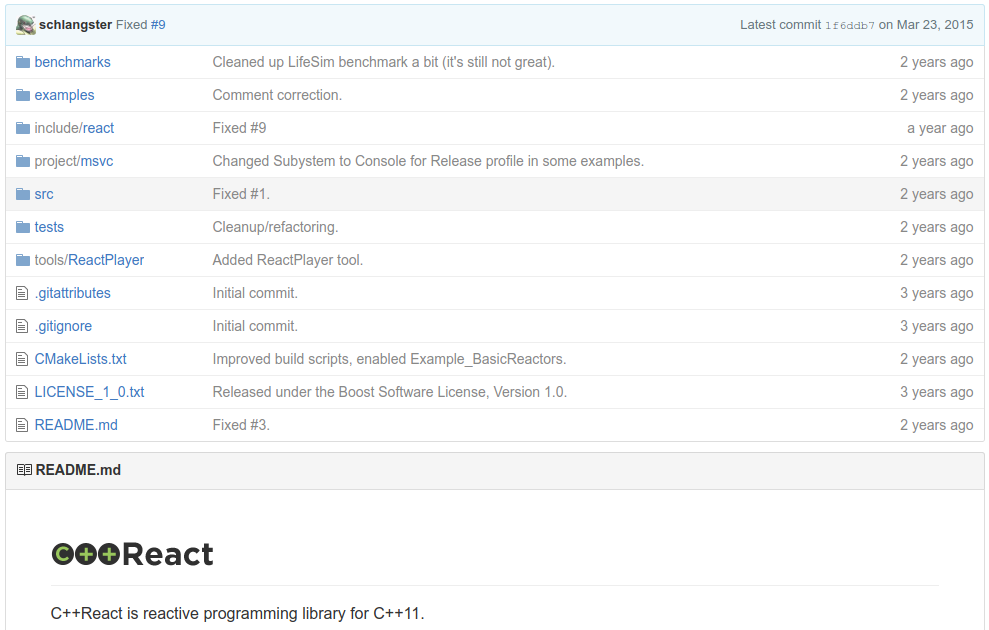 schlangster Fixed #9 Latest commit 1f6ddb7 on Mar 23, 2015
benchmarks Cleaned up LifeSim benchmark a bit (it's still not great). 2 years ago
examples Comment correction. 2 years ago
include/react Fixed #9 a year ago
project/msvc Changed Subystem to Console for Release profile in some examples. 2 years ago
src Fixed #1. 2 years ago
tests Cleanup/refactoring. 2 years ago
tools/ReactPlayer Added ReactPlayer tool. 2 years ago
.gitattributes Initial commit. 3 years ago
.gitignore Initial commit. 3 years ago
CMakeLists.txt Improved build scripts, enabled Example_BasicReactors. 2 years ago
LICENSE_1_0.txt Released under the Boost Software License, Version 1.0. 3 years ago
README.md Fixed #3. 2 years ago
README.md
C++React
C++React is reactive programming library for C++11.